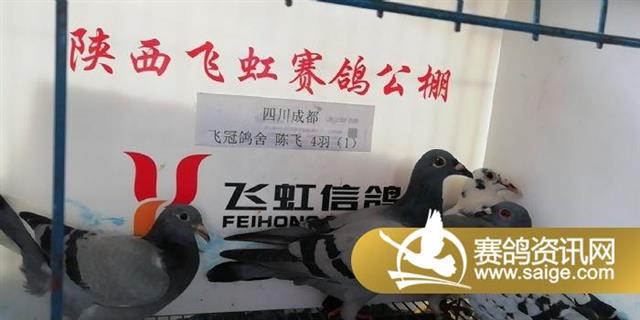 陕西飞虹赛鸽公棚
四川成都
飞冠鸽舍 陈飞 4羽（1）
飞虹信鸽
FEIHONG
赛鸽资讯网
www.saige.com